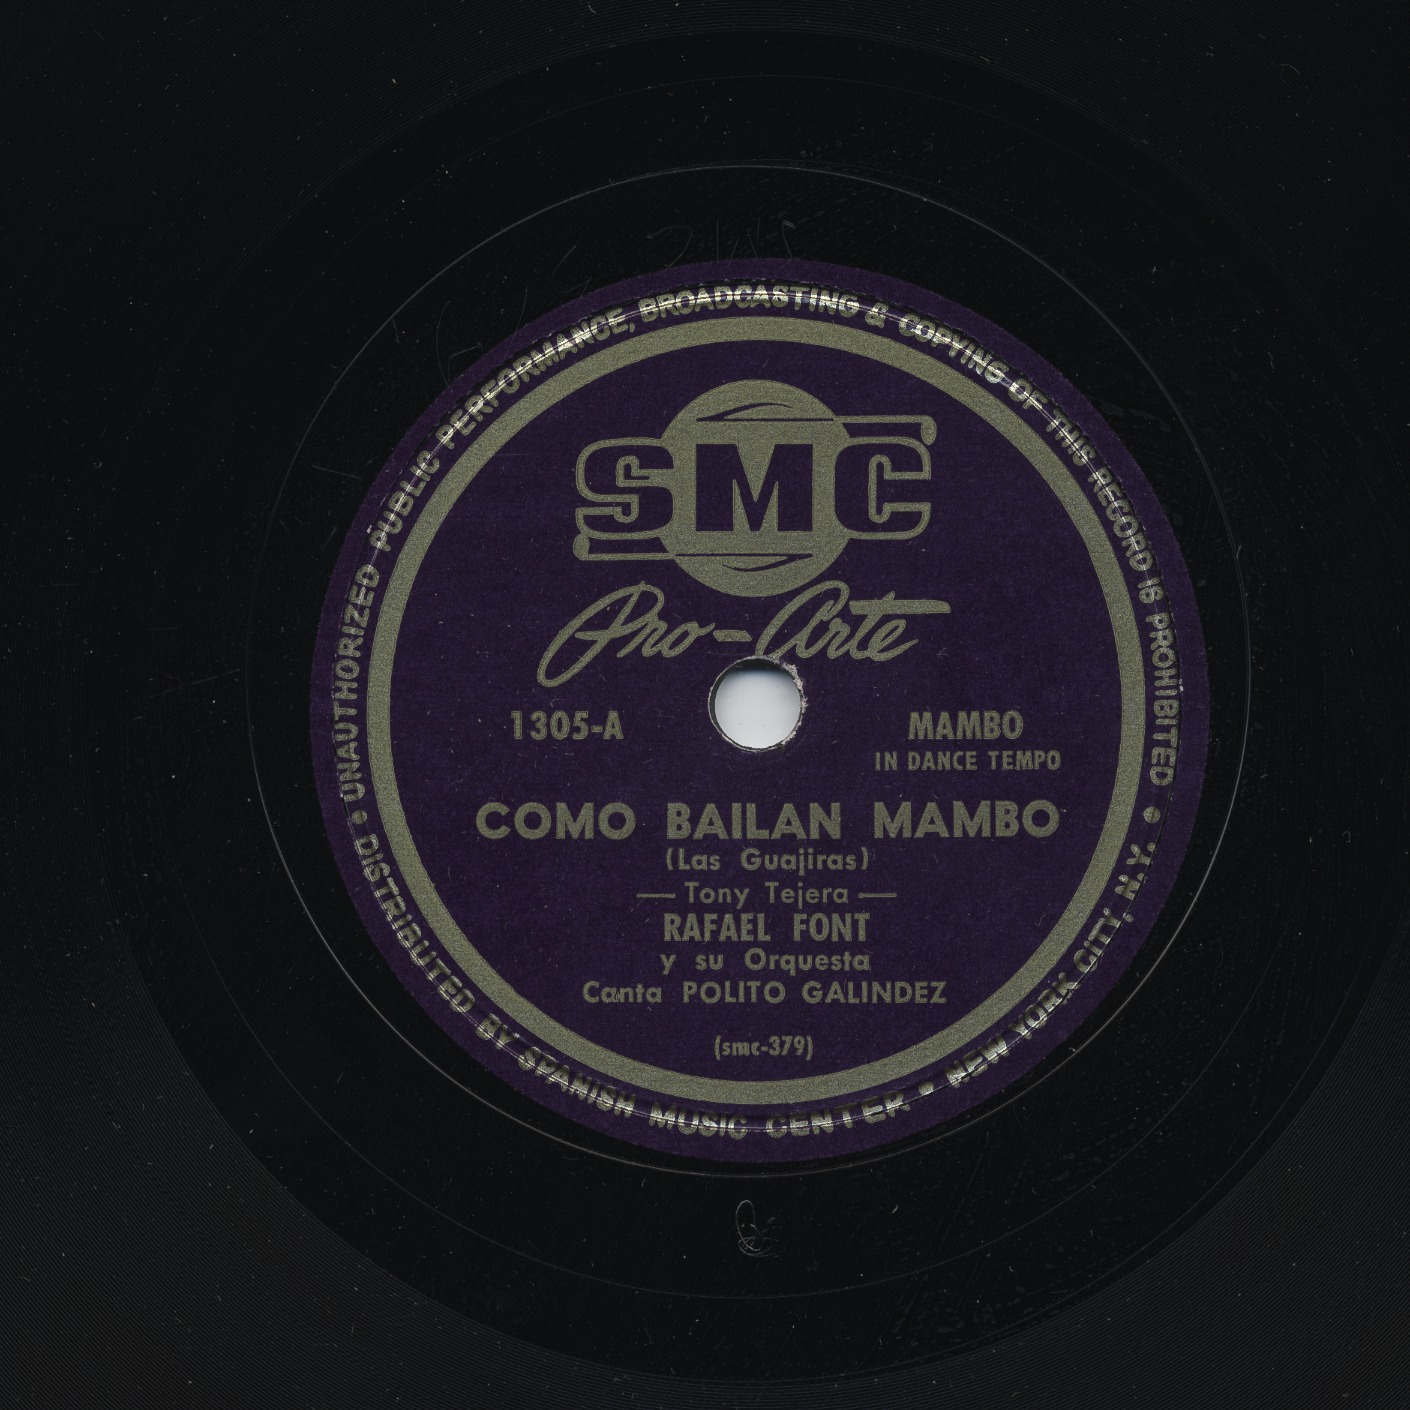 UNAUTHORIZED PUBLIC PERFORMANCE, BROADCASTING & COPYING OF THIS RECORD IS PROHIBITED
SMC
Pro-Arte
1305-A
MAMBO
IN DANCE TEMPO
COMO BAILAN MAMBO
(Las Guajiras)
— Tony Tejera —
RAFAEL FONT
y su Orquesta
Canta POLITO GALINDEZ
(smc-379)
• DISTRIBUTED BY SPANISH MUSIC CENTER • NEW YORK CITY, N.Y. •